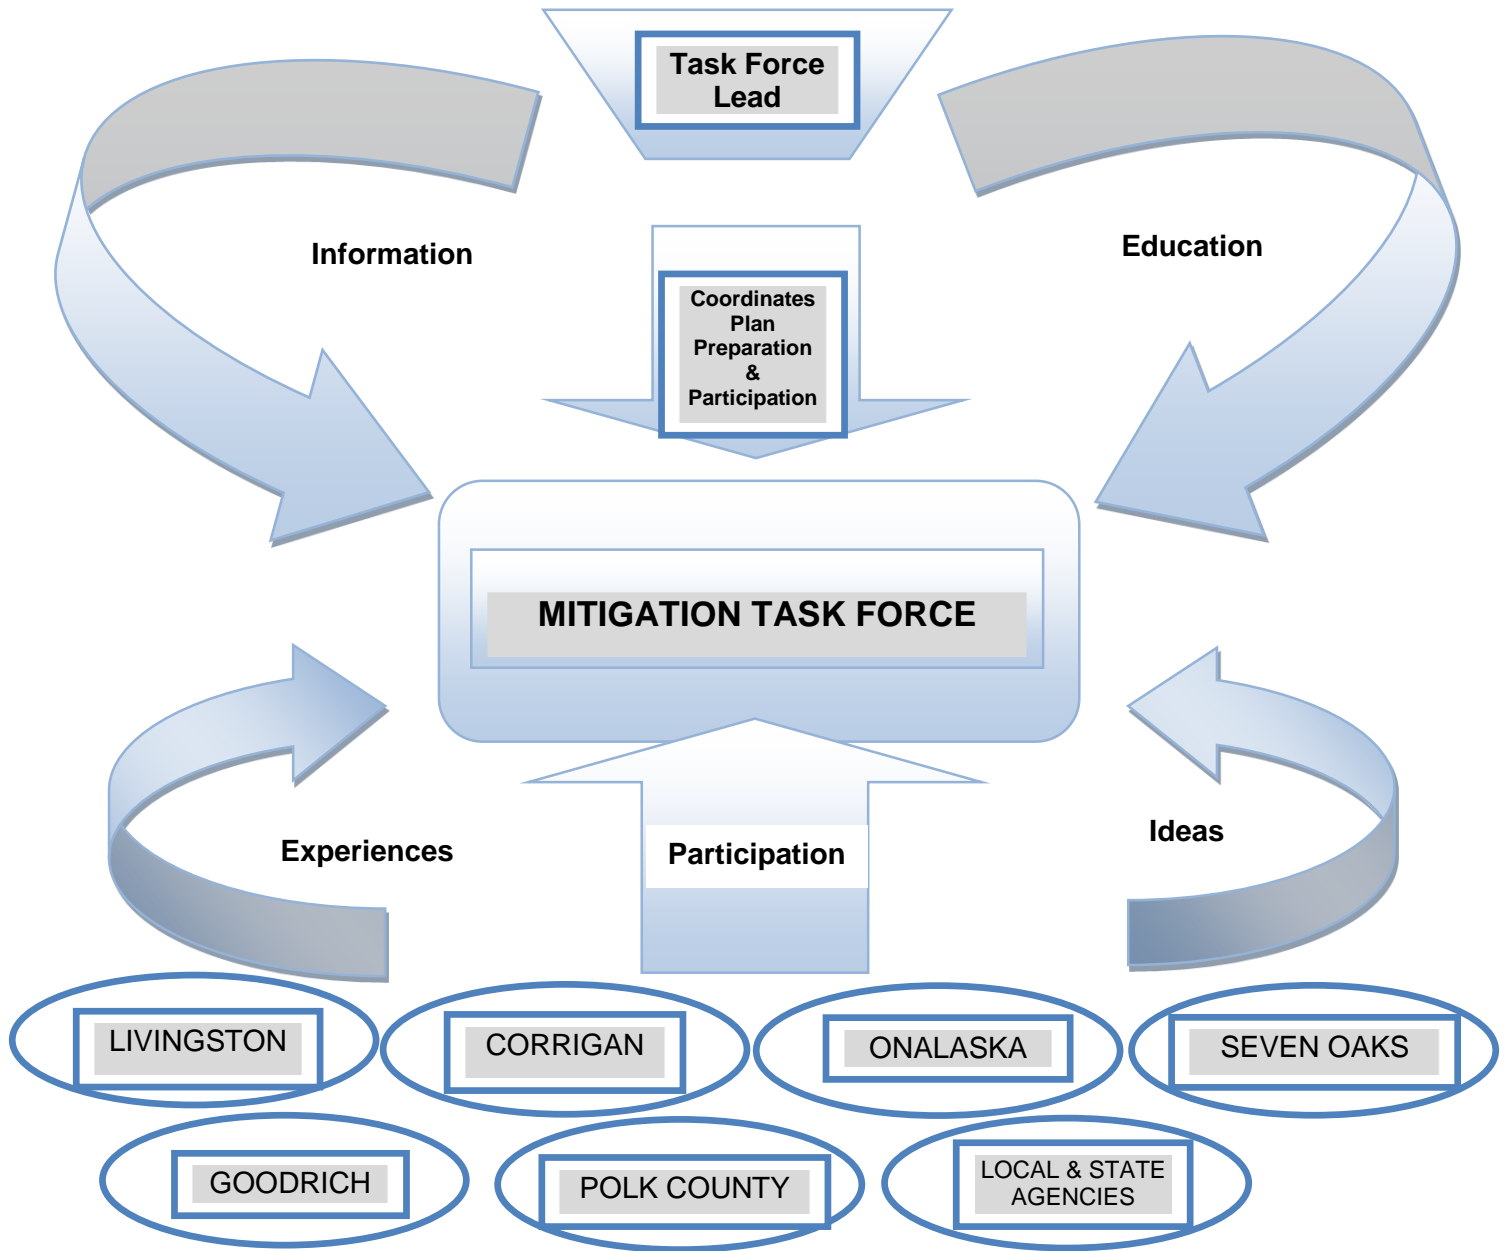 Task Force
Lead
Information
Education
Coordinates
Plan
Preparation
&
Participation
MITIGATION TASK FORCE
Experiences
Participation
Ideas
LIVINGSTON
CORRIGAN
ONALASKA
SEVEN OAKS
GOODRICH
POLK COUNTY
LOCAL & STATE
AGENCIES